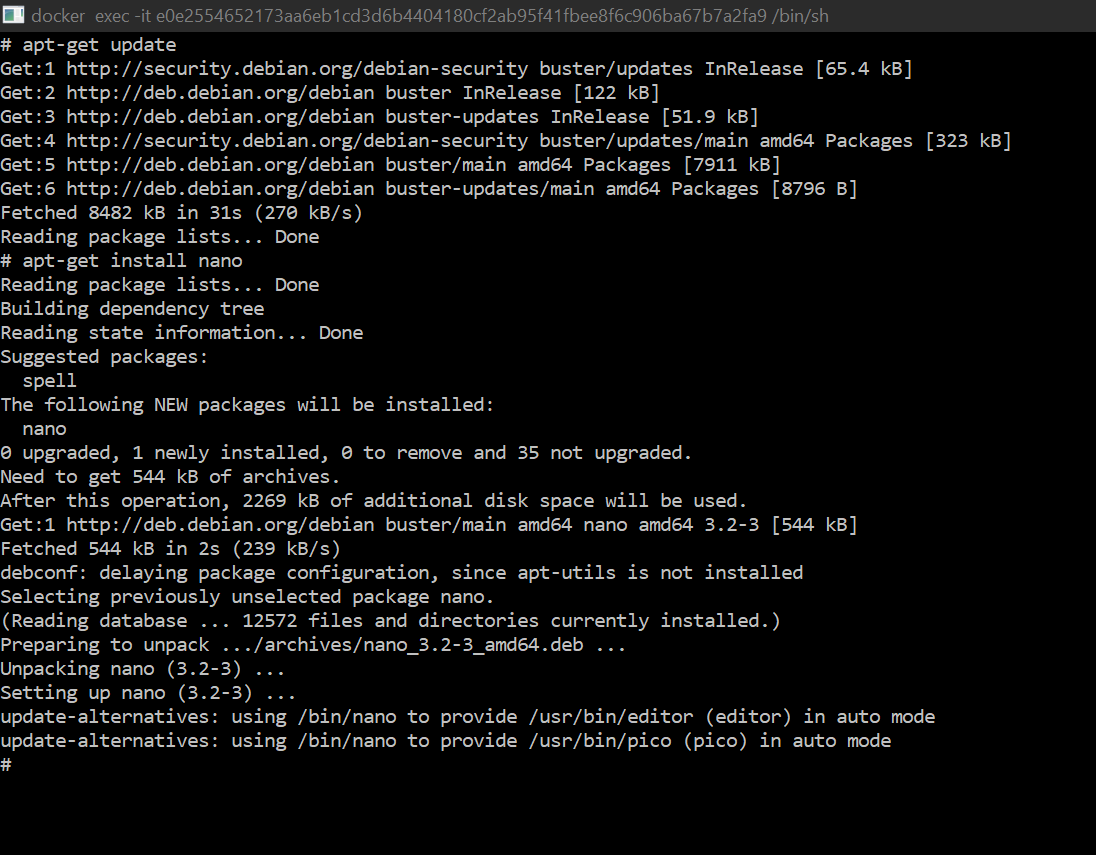 docker exec -it e0e2554652173aa6eb1cd3d6b4404180cf2ab95f41fbee8f6c906ba67b7a2fa9 /bin/sh
# apt-get update
Get:1 http://security.debian.org/debian-security buster/updates InRelease [65.4 kB]
Get:2 http://deb.debian.org/debian buster InRelease [122 kB]
Get:3 http://deb.debian.org/debian buster-updates InRelease [51.9 kB]
Get:4 http://security.debian.org/debian-security buster/updates/main amd64 Packages [323 kB]
Get:5 http://deb.debian.org/debian buster/main amd64 Packages [7911 kB]
Get:6 http://deb.debian.org/debian buster-updates/main amd64 Packages [8796 B]
Fetched 8482 kB in 31s (270 kB/s)
Reading package lists... Done
# apt-get install nano
Reading package lists... Done
Building dependency tree
Reading state information... Done
Suggested packages:
  spell
The following NEW packages will be installed:
  nano
0 upgraded, 1 newly installed, 0 to remove and 35 not upgraded.
Need to get 544 kB of archives.
After this operation, 2269 kB of additional disk space will be used.
Get:1 http://deb.debian.org/debian buster/main amd64 nano amd64 3.2-3 [544 kB]
Fetched 544 kB in 2s (239 kB/s)
debconf: delaying package configuration, since apt-utils is not installed
Selecting previously unselected package nano.
(Reading database ... 12572 files and directories currently installed.)
Preparing to unpack .../archives/nano_3.2-3_amd64.deb ...
Unpacking nano (3.2-3) ...
Setting up nano (3.2-3) ...
update-alternatives: using /bin/nano to provide /usr/bin/editor (editor) in auto mode
update-alternatives: using /bin/nano to provide /usr/bin/pico (pico) in auto mode
#